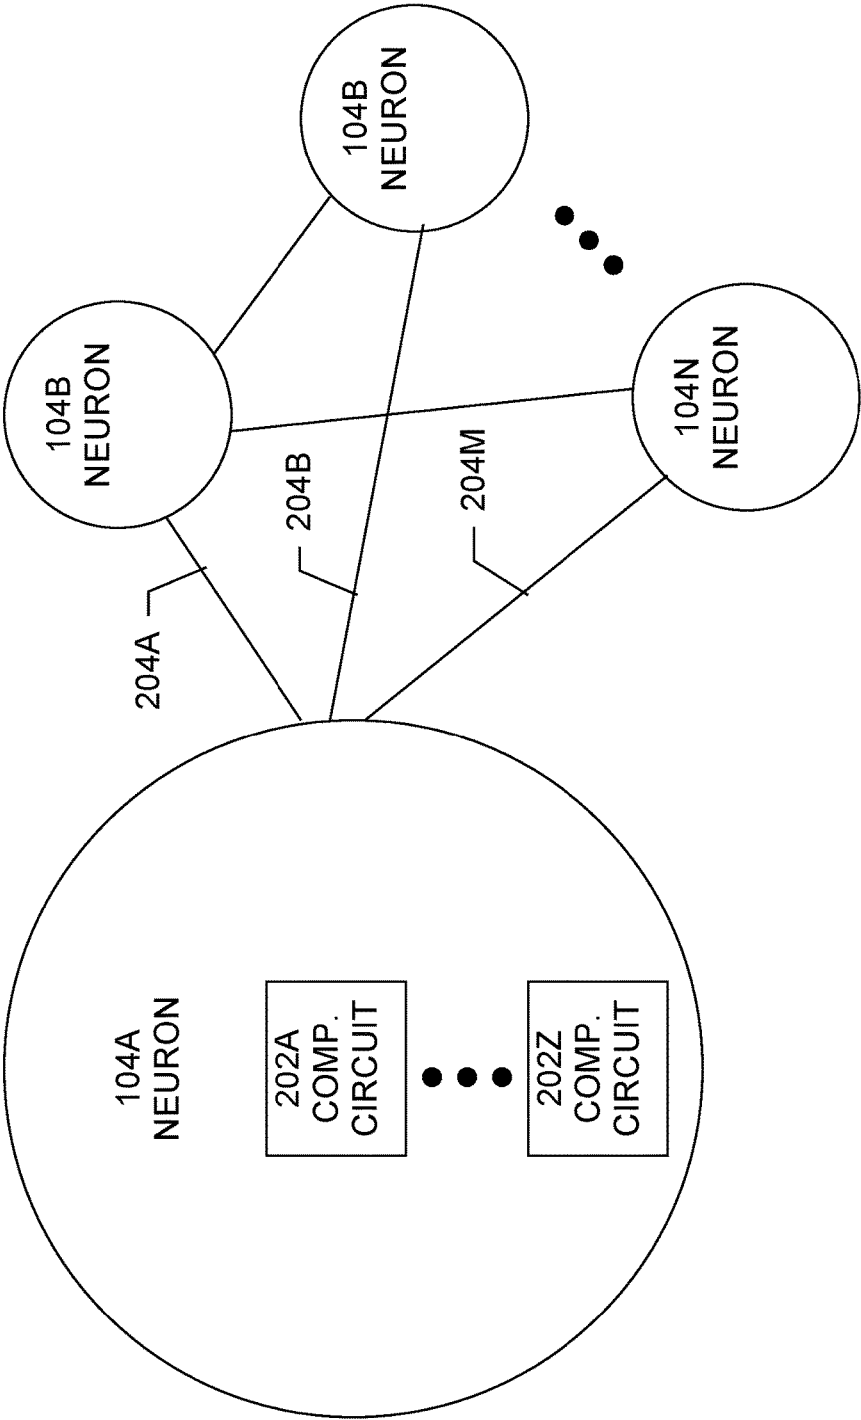 104A
NEURON
202A
COMP.
CIRCUIT
202Z
COMP.
CIRCUIT
204A
204B
204M
104B
NEURON
104B
NEURON
104N
NEURON